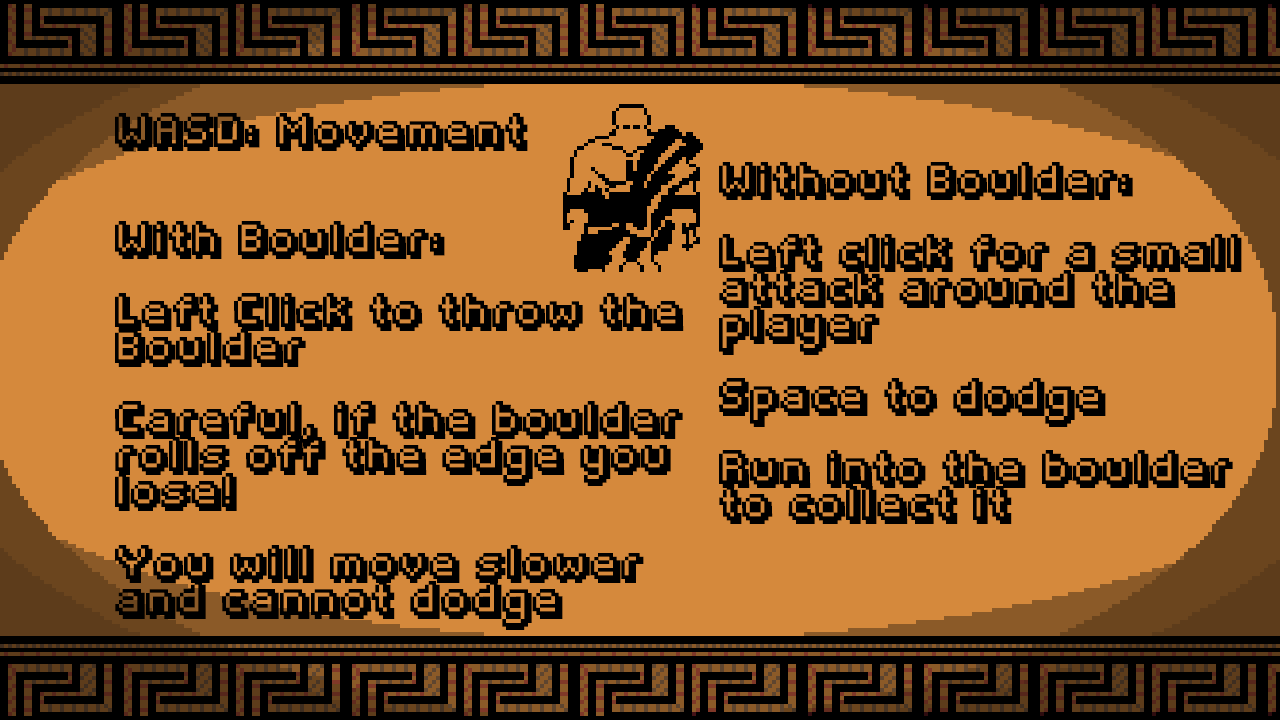 WASD: Movement
With Boulder:
Left Click to throw the
Boulder
Careful, if the boulder
rolls off the edge you
lose!
You will move slower
and cannot dodge
Without Boulder:
Left click for a small
attack around the
player
Space to dodge
Run into the boulder
to collect it